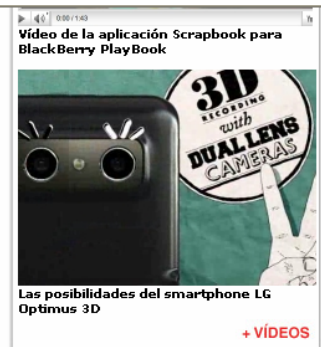 0:00 / 1:43
Vídeo de la aplicación Scrapbook para
BlackBerry PlayBook
3D
RECORDING
with
DUAL LENS
CAMERAS
Las posibilidades del smartphone LG
Optimus 3D
+ VÍDEOS